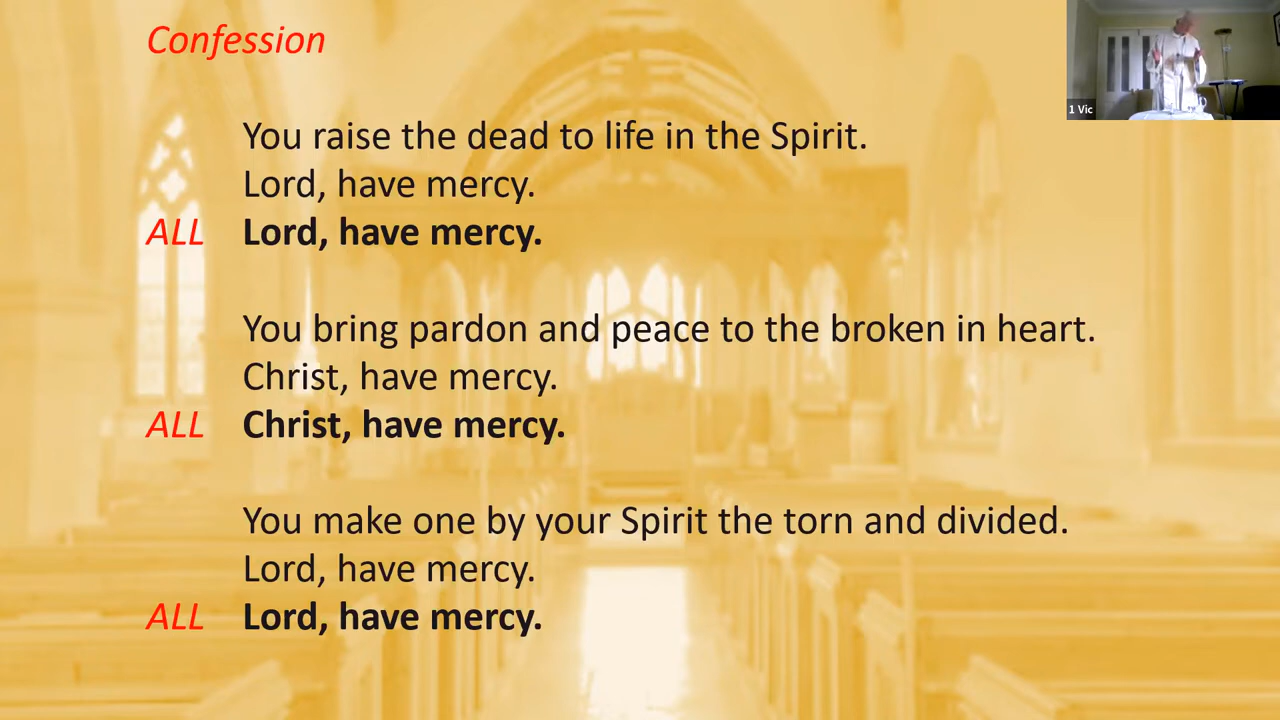 Confession
You raise the dead to life in the Spirit.
Lord, have mercy.
ALL Lord, have mercy.
You bring pardon and peace to the broken in heart.
Christ, have mercy.
ALL Christ, have mercy.
You make one by your Spirit the torn and divided.
Lord, have mercy.
ALL Lord, have mercy.
1 Vic